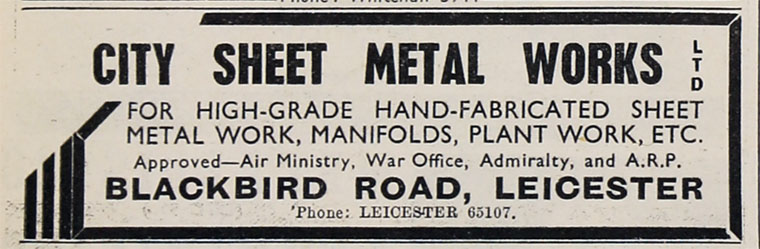 CITY SHEET METAL WORKS LTD
FOR HIGH-GRADE HAND-FABRICATED SHEET
METAL WORK, MANIFOLDS, PLANT WORK, ETC.
Approved—Air Ministry, War Office, Admiralty, and A.R.P.
BLACKBIRD ROAD, LEICESTER
'Phone: LEICESTER 65107.